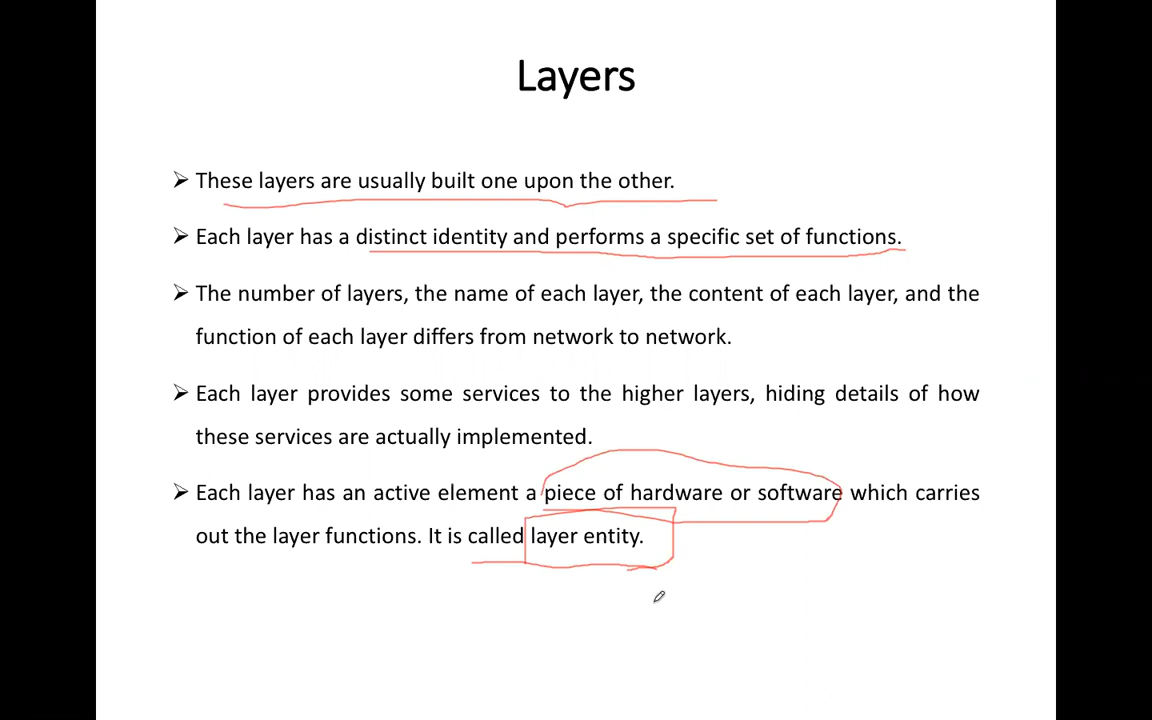 Layers
➢ These layers are usually built one upon the other.
➢ Each layer has a distinct identity and performs a specific set of functions.
➢ The number of layers, the name of each layer, the content of each layer, and the
function of each layer differs from network to network.
➢ Each layer provides some services to the higher layers, hiding details of how
these services are actually implemented.
➢ Each layer has an active element a piece of hardware or software which carries
out the layer functions. It is called layer entity.